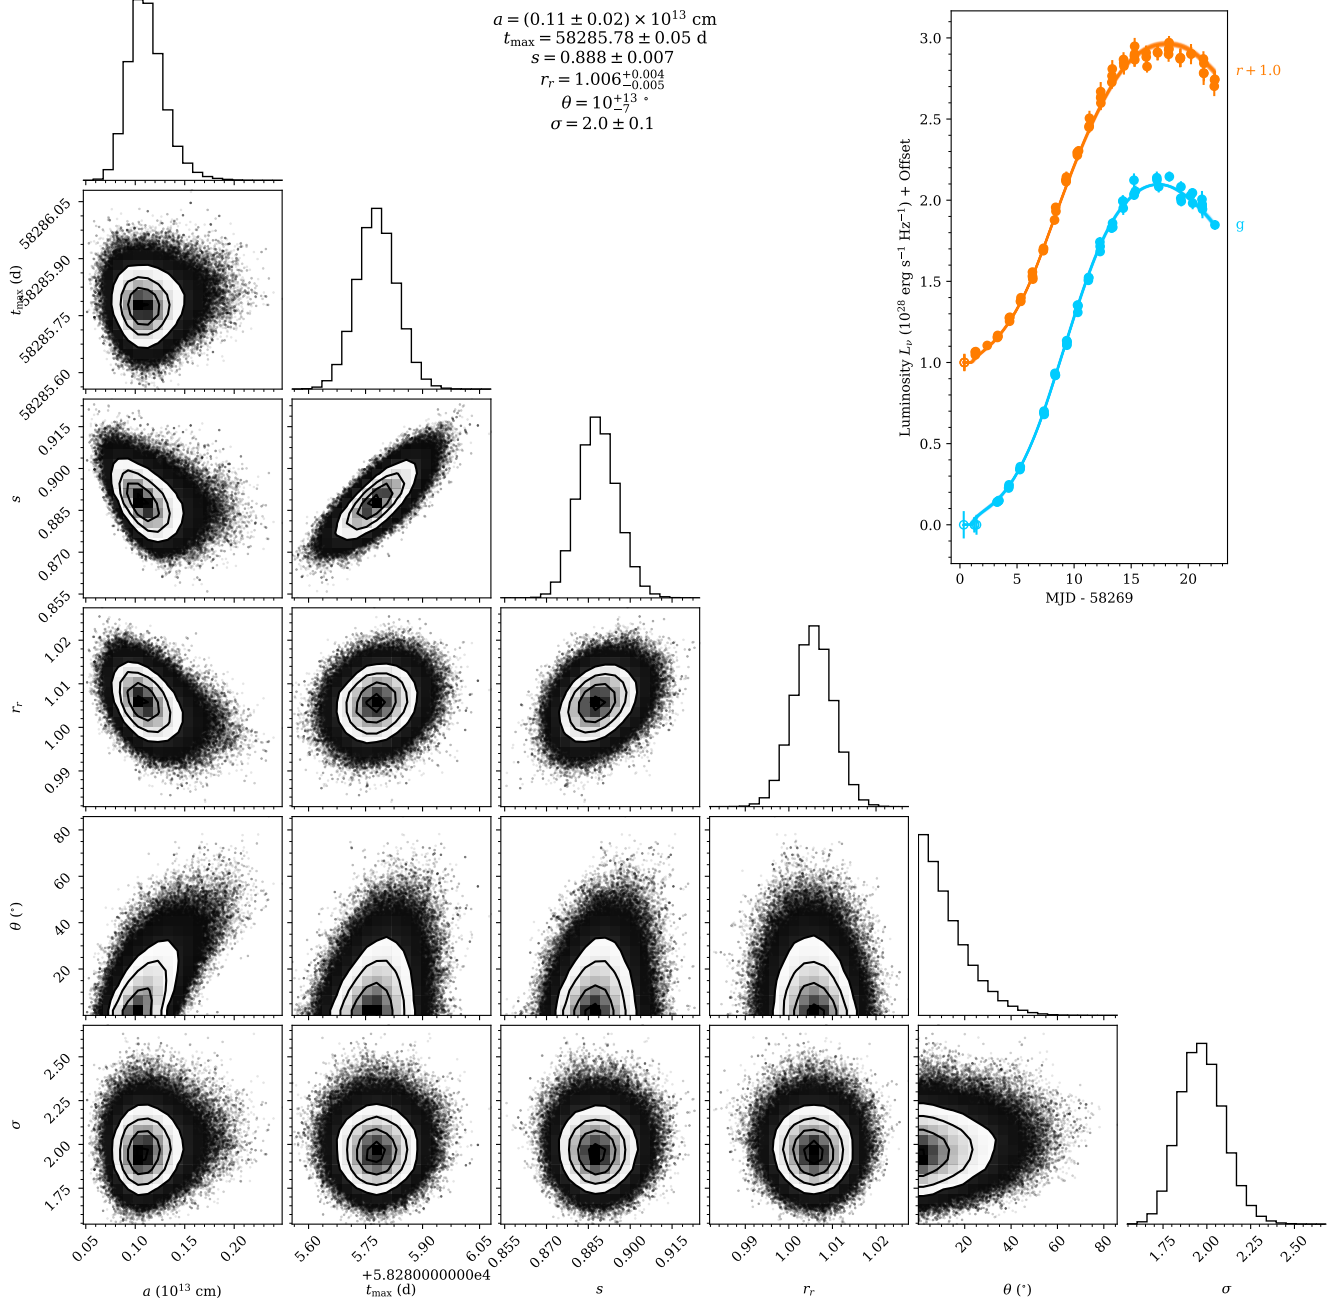 a = (0.11 ± 0.02) × 10¹³ cm
t_max = 58285.78 ± 0.05 d
s = 0.888 ± 0.007
r_r = 1.006 +0.004 −0.005
θ = 10 +13 −7 °
σ = 2.0 ± 0.1
Luminosity L_ν (10²⁸ erg s⁻¹ Hz⁻¹) + Offset
3.0
2.5
2.0
1.5
1.0
0.5
0.0
r + 1.0
g
0 5 10 15 20
MJD - 58269
t_max (d)
58286.05
58285.90
58285.75
58285.60
s
0.915
0.900
0.885
0.870
0.855
r_r
1.02
1.01
1.00
0.99
θ (°)
80
60
40
20
σ
2.50
2.25
2.00
1.75
0.05 0.10 0.15 0.20
a (10¹³ cm)
5.60 5.75 5.90 6.05
+5.8280000000e4
t_max (d)
0.855 0.870 0.885 0.900 0.915
s
0.99 1.00 1.01 1.02
r_r
20 40 60 80
θ (°)
1.75 2.00 2.25 2.50
σ